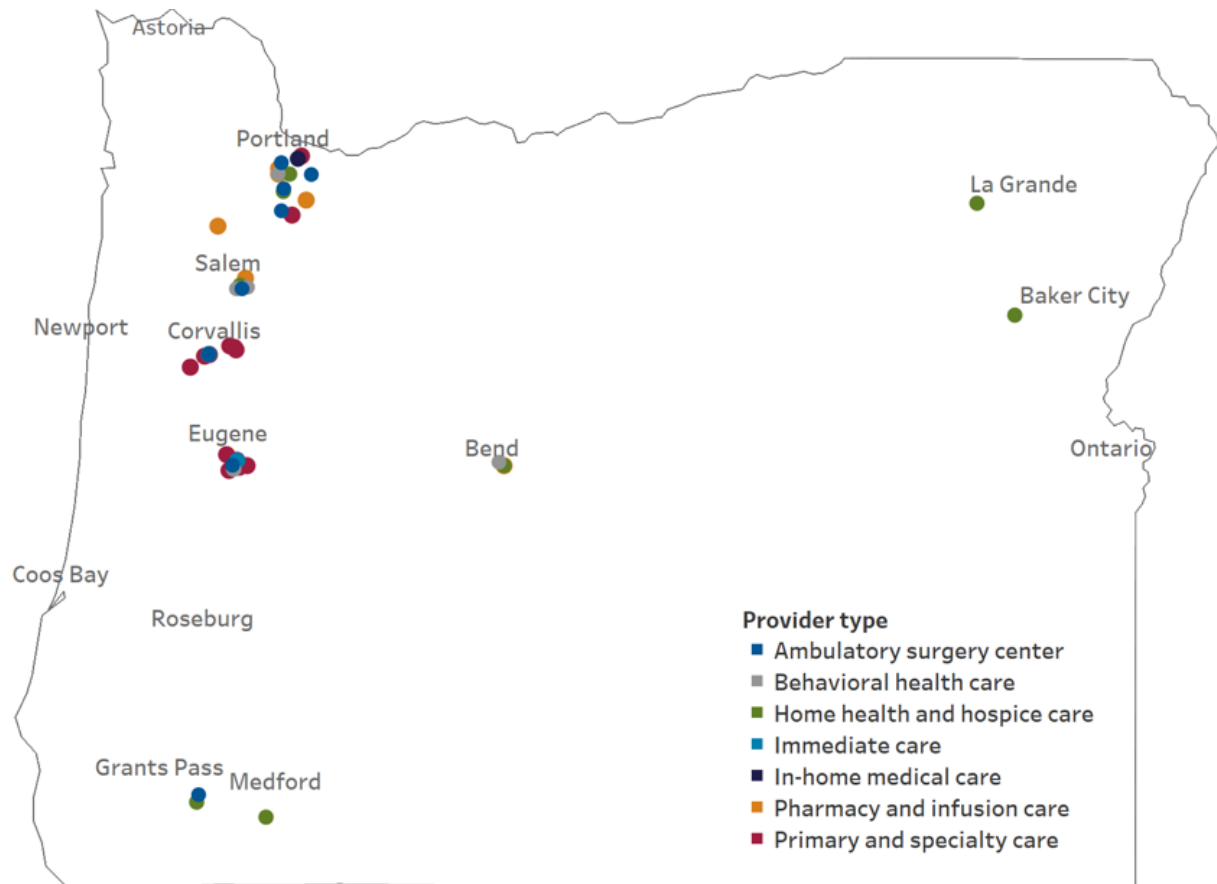 Astoria
Portland
La Grande
Salem
Baker City
Newport
Corvallis
Eugene
Bend
Ontario
Coos Bay
Roseburg
Provider type
Ambulatory surgery center
Behavioral health care
Home health and hospice care
Immediate care
In-home medical care
Pharmacy and infusion care
Primary and specialty care
Grants Pass
Medford